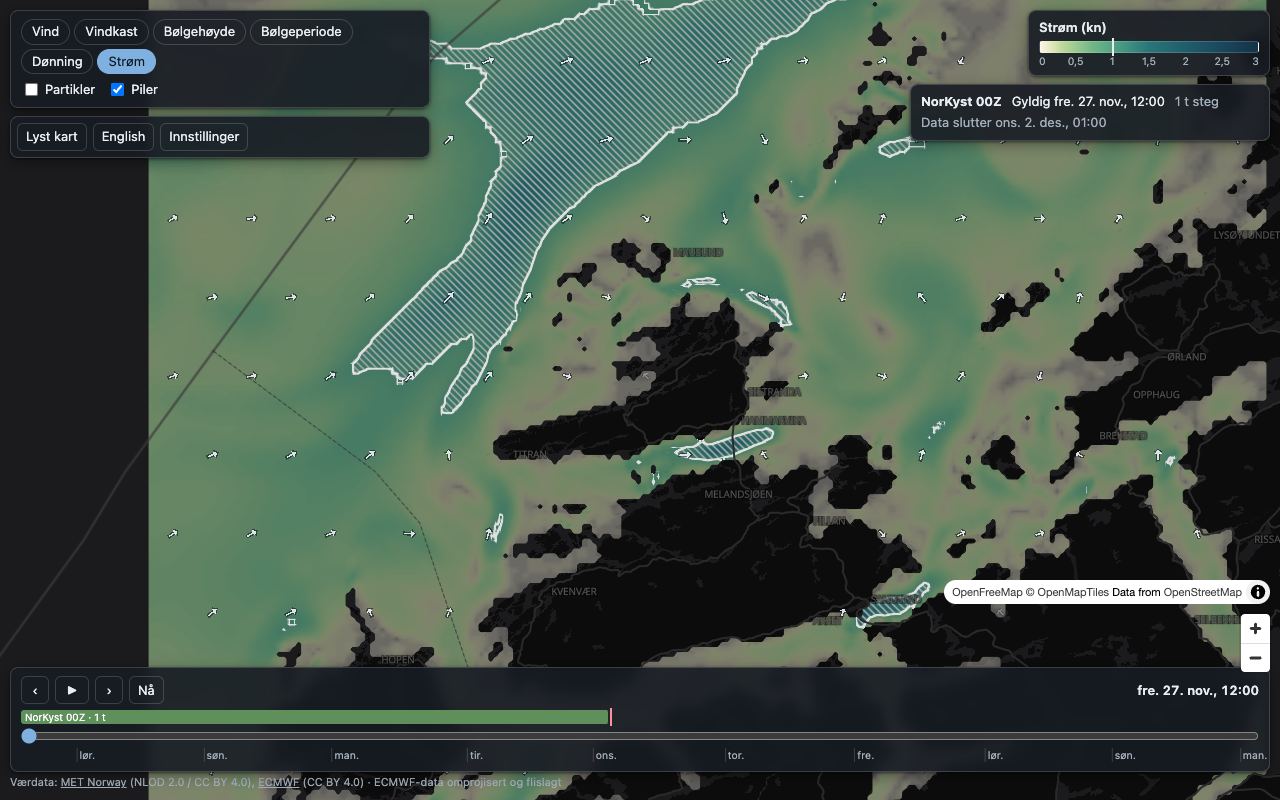 Vind Vindkast Bølgehøyde Bølgeperiode
Dønning Strøm
Partikler Piler
Lyst kart English Innstillinger
Strøm (kn)
0 0,5 1 1,5 2 2,5 3
NorKyst 00Z Gyldig fre. 27. nov., 12:00 1 t steg
Data slutter ons. 2. des., 01:00
MAUSUND
ØRLAND
OPPHAUG
TITRAN
MELANDSJØEN
KVENVÆR
HOPEN
OpenFreeMap © OpenMapTiles Data from OpenStreetMap
+
−
‹ › Nå
fre. 27. nov., 12:00
NorKyst 00Z · 1 t
lør. søn. man. tir. ons. tor. fre. lør. søn. man.
Værdata: MET Norway (NLOD 2.0 / CC BY 4.0), ECMWF (CC BY 4.0) · ECMWF-data omprojisert og flislagt